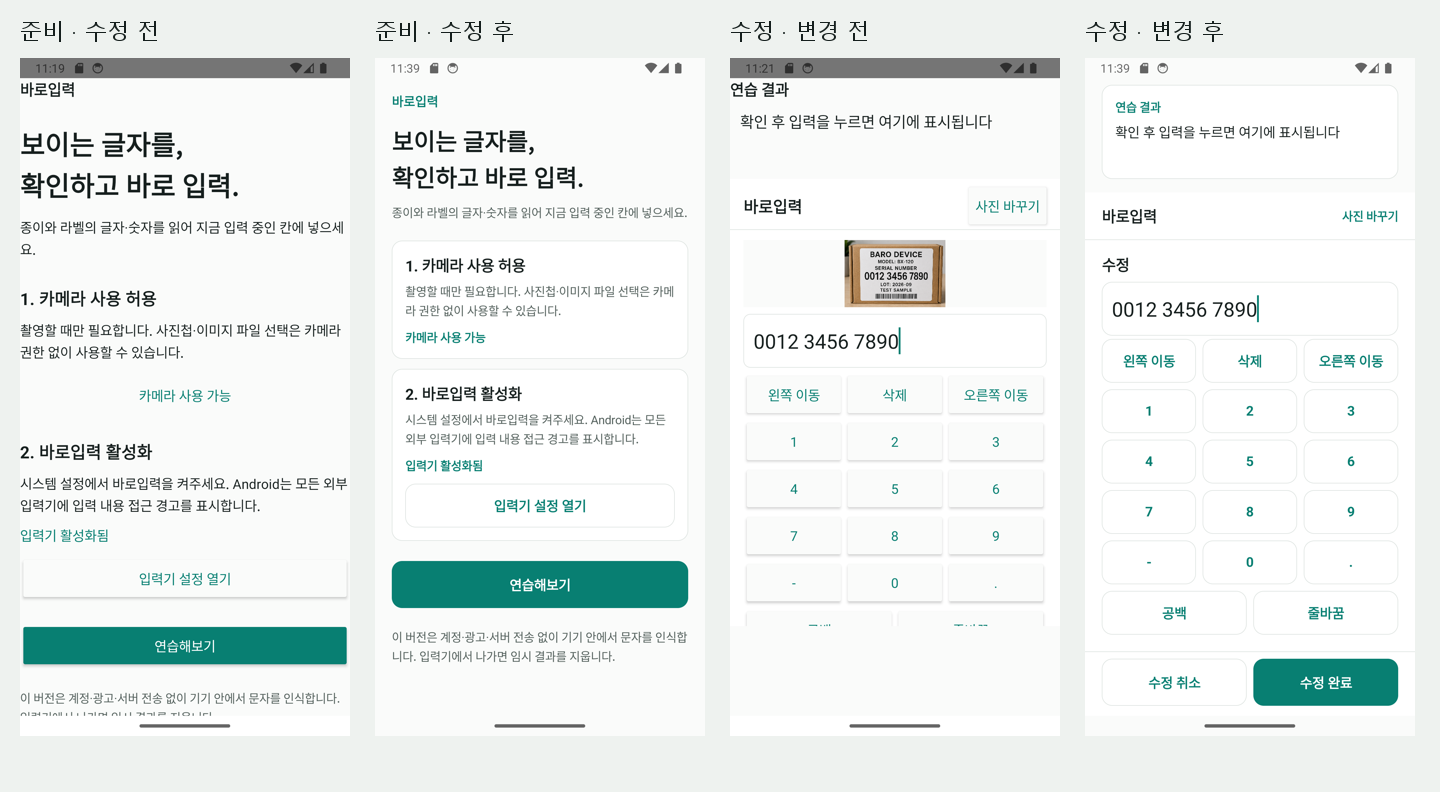 준비 · 수정 전
11:19
바로입력
보이는 글자를,
확인하고 바로 입력.
종이와 라벨의 글자·숫자를 읽어 지금 입력 중인 칸에 넣으세
요.
1. 카메라 사용 허용
촬영할 때만 필요합니다. 사진첩·이미지 파일 선택은 카메라
권한 없이 사용할 수 있습니다.
카메라 사용 가능
2. 바로입력 활성화
시스템 설정에서 바로입력을 켜주세요. Android는 모든 외부
입력기에 입력 내용 접근 경고를 표시합니다.
입력기 활성화됨
입력기 설정 열기
연습해보기
이 버전은 계정·광고·서버 전송 없이 기기 안에서 문자를 인식합니다.
준비 · 수정 후
11:39
바로입력
보이는 글자를,
확인하고 바로 입력.
종이와 라벨의 글자·숫자를 읽어 지금 입력 중인 칸에 넣으세요.
1. 카메라 사용 허용
촬영할 때만 필요합니다. 사진첩·이미지 파일 선택은 카메
라 권한 없이 사용할 수 있습니다.
카메라 사용 가능
2. 바로입력 활성화
시스템 설정에서 바로입력을 켜주세요. Android는 모든
외부 입력기에 입력 내용 접근 경고를 표시합니다.
입력기 활성화됨
입력기 설정 열기
연습해보기
이 버전은 계정·광고·서버 전송 없이 기기 안에서 문자를 인식합
니다. 입력기에서 나가면 임시 결과를 지웁니다.
수정 · 변경 전
11:21
연습 결과
확인 후 입력을 누르면 여기에 표시됩니다
바로입력 사진 바꾸기
BARO DEVICE
MODEL: BX-120
SERIAL NUMBER
0012 3456 7890
LOT: 2026-09
TEST SAMPLE
0012 3456 7890
왼쪽 이동 삭제 오른쪽 이동
1 2 3
4 5 6
7 8 9
- 0 .
수정 · 변경 후
11:39
연습 결과
확인 후 입력을 누르면 여기에 표시됩니다
바로입력 사진 바꾸기
수정
0012 3456 7890
왼쪽 이동 삭제 오른쪽 이동
1 2 3
4 5 6
7 8 9
- 0 .
공백 줄바꿈
수정 취소 수정 완료